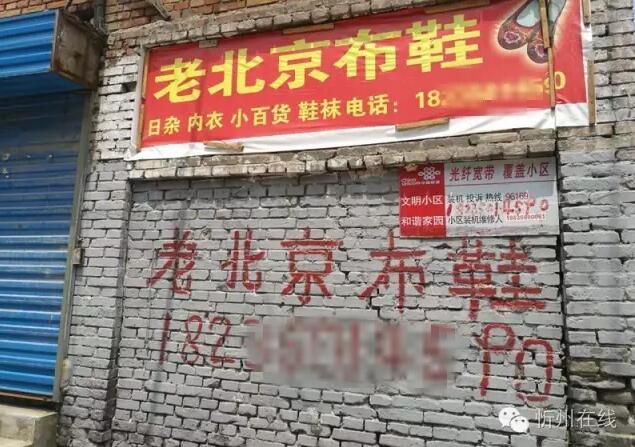 老北京布鞋
日杂 内衣 小百货 鞋袜 电话：18
光纤宽带 覆盖小区
文明小区
和谐家园
装机 投诉 热线 96169
小区装机维修人
老北京布鞋
182 90
忻州在线